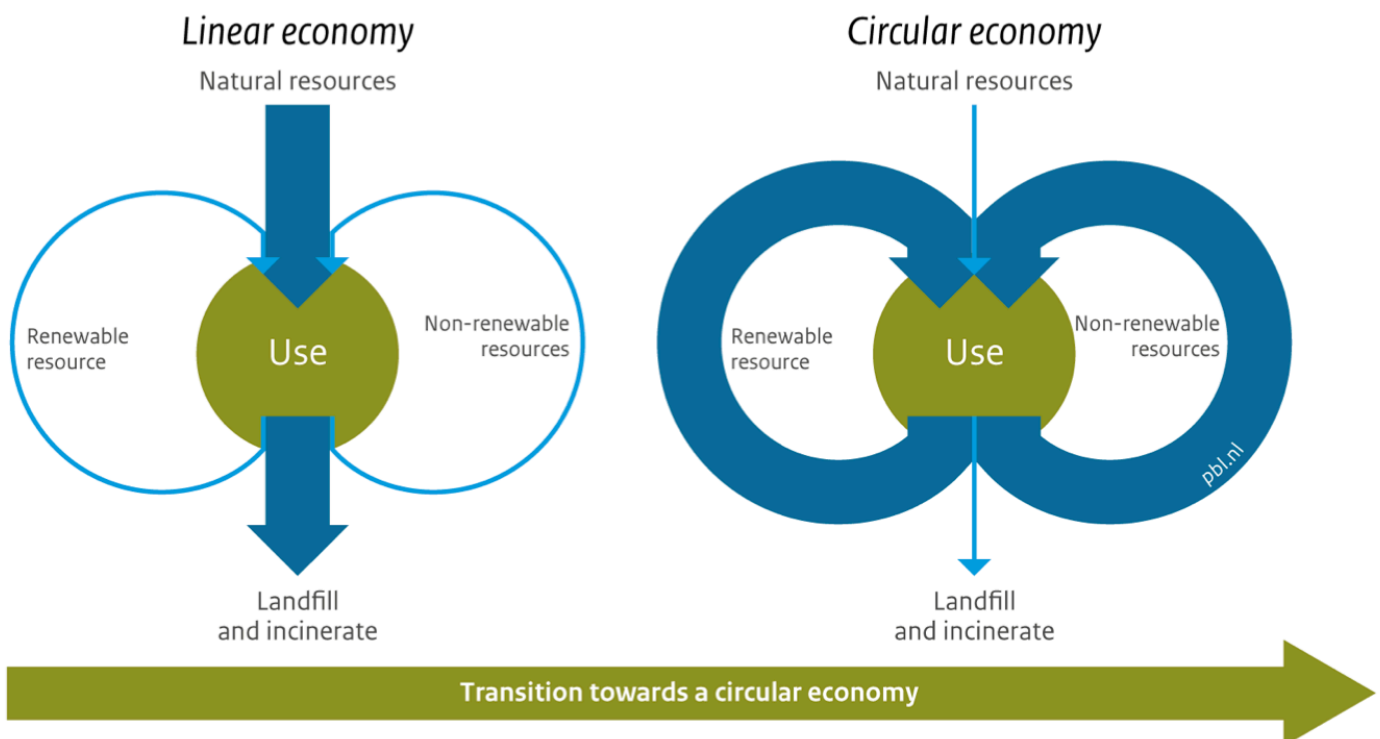 Linear economy
Natural resources
Renewable
resource
Use
Non-renewable
resources
Landfill
and incinerate
Circular economy
Natural resources
Renewable
resource
Use
Non-renewable
resources
pbl.nl
Landfill
and incinerate
Transition towards a circular economy